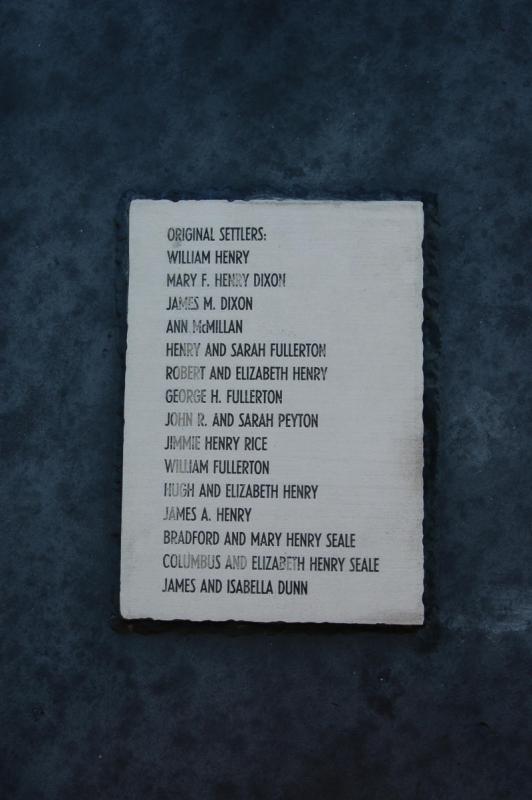 ORIGINAL SETTLERS:
WILLIAM HENRY
MARY F. HENRY DIXON
JAMES M. DIXON
ANN McMILLAN
HENRY AND SARAH FULLERTON
ROBERT AND ELIZABETH HENRY
GEORGE H. FULLERTON
JOHN R. AND SARAH PEYTON
JIMMIE HENRY RICE
WILLIAM FULLERTON
HUGH AND ELIZABETH HENRY
JAMES A. HENRY
BRADFORD AND MARY HENRY SEALE
COLUMBUS AND ELIZABETH HENRY SEALE
JAMES AND ISABELLA DUNN